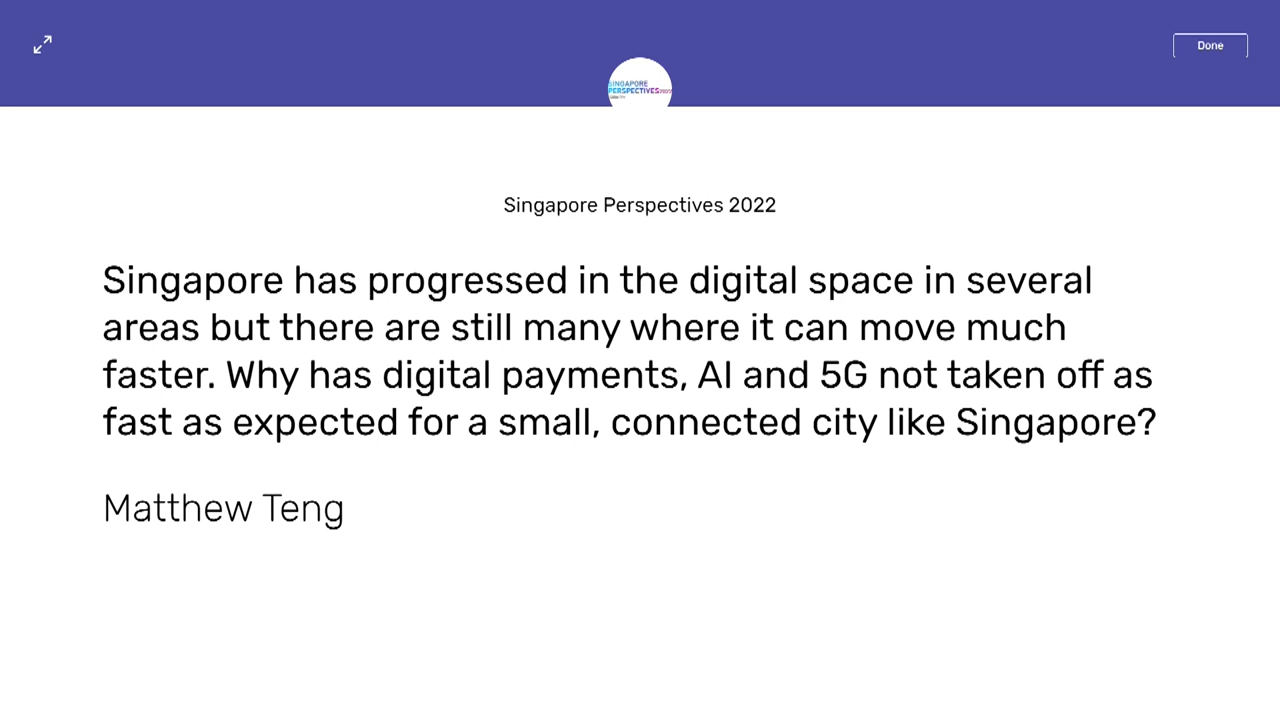 Done
SINGAPORE
PERSPECTIVES
Singapore Perspectives 2022
Singapore has progressed in the digital space in several
areas but there are still many where it can move much
faster. Why has digital payments, AI and 5G not taken off as
fast as expected for a small, connected city like Singapore?
Matthew Teng